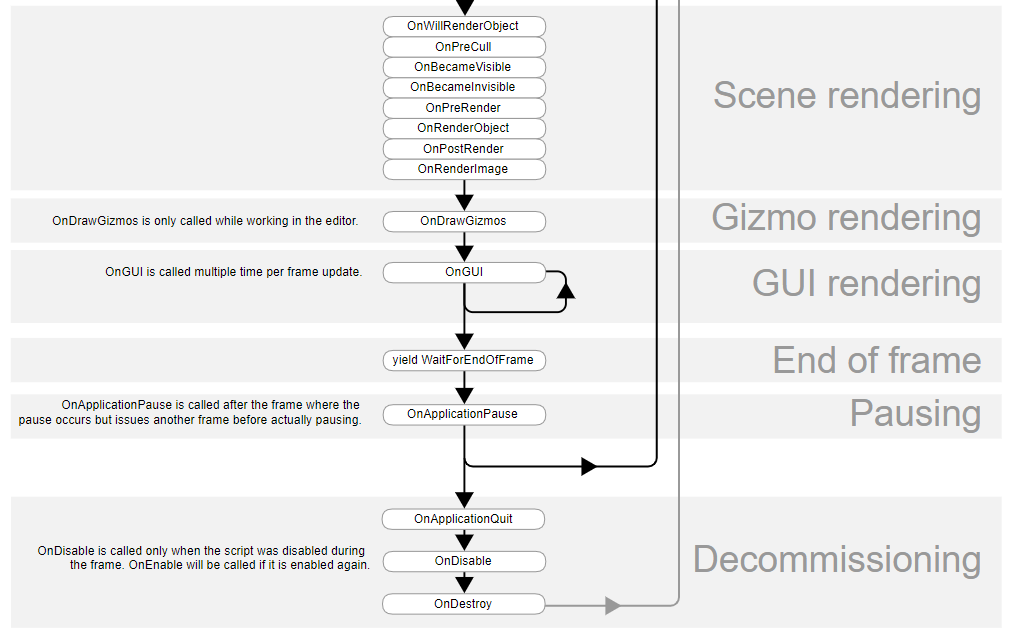 OnWillRenderObject
OnPreCull
OnBecameVisible
OnBecameInvisible
OnPreRender
OnRenderObject
OnPostRender
OnRenderImage
Scene rendering
OnDrawGizmos is only called while working in the editor.
OnDrawGizmos
Gizmo rendering
OnGUI is called multiple time per frame update.
OnGUI
GUI rendering
yield WaitForEndOfFrame
End of frame
OnApplicationPause is called after the frame where the
pause occurs but issues another frame before actually pausing.
OnApplicationPause
Pausing
OnApplicationQuit
OnDisable is called only when the script was disabled during
the frame. OnEnable will be called if it is enabled again.
OnDisable
OnDestroy
Decommissioning